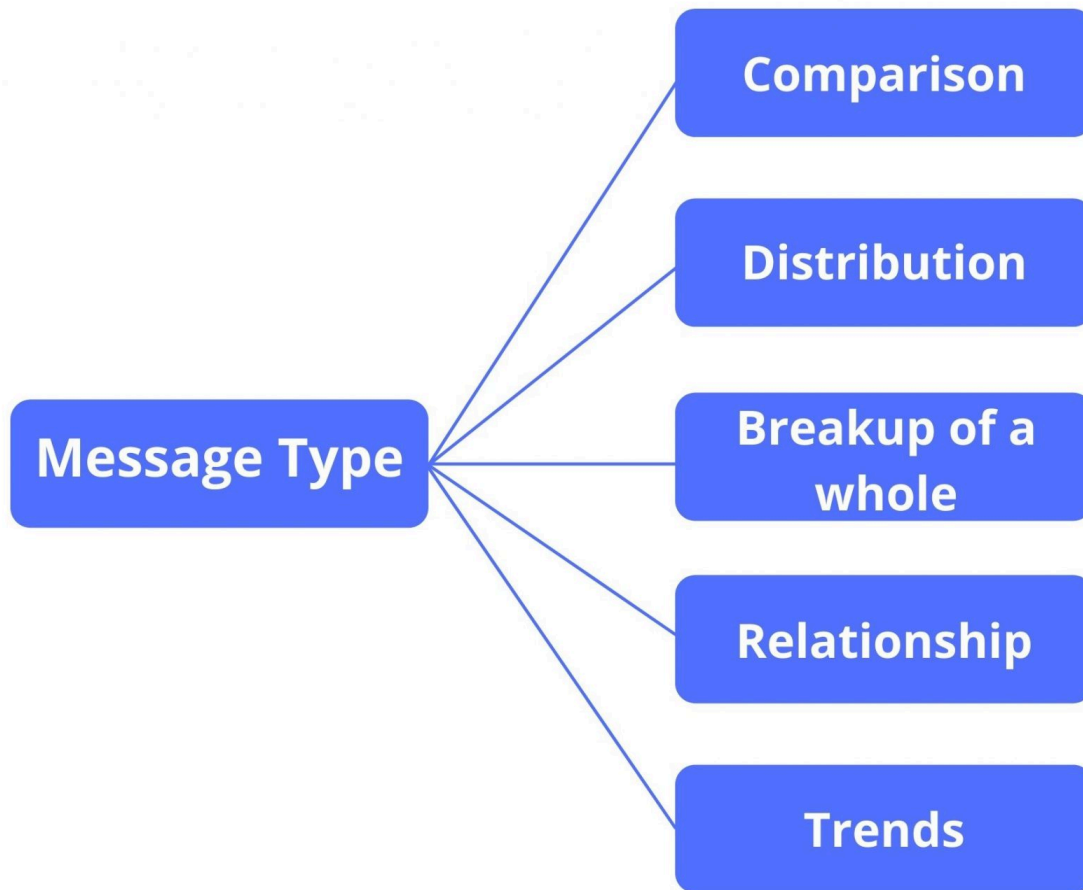 Comparison
Distribution
Message Type
Breakup of a
whole
Relationship
Trends